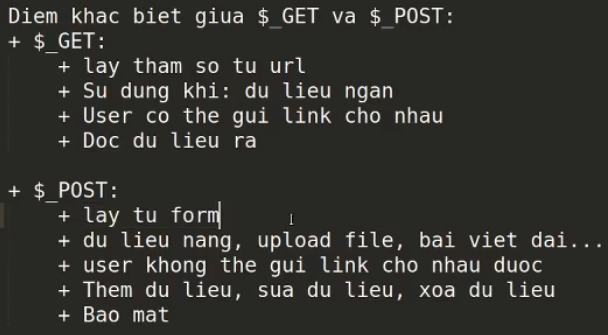 Diem khac biet giua $_GET va $_POST:
+ $_GET:
+ lay tham so tu url
+ Su dung khi: du lieu ngan
+ User co the gui link cho nhau
+ Doc du lieu ra
+ $_POST:
+ lay tu form
+ du lieu nang, upload file, bai viet dai...
+ user khong the gui link cho nhau duoc
+ Them du lieu, sua du lieu, xoa du lieu
+ Bao mat